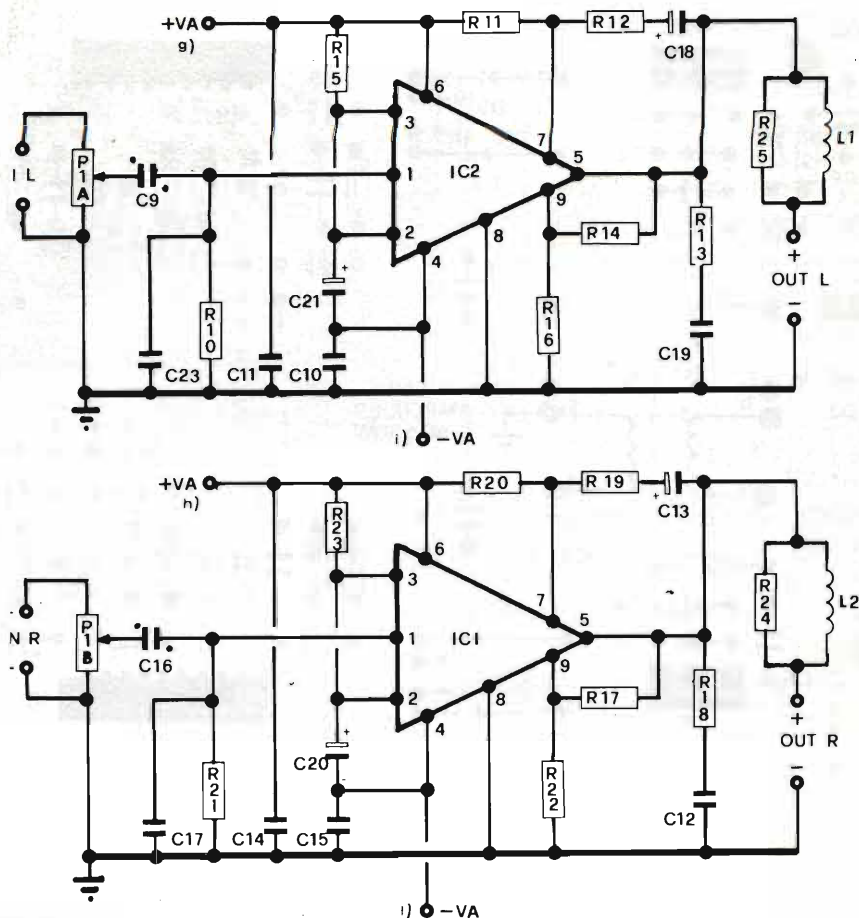 +VA
g)
R11
R12
+
C18
R15
6
3
7
R25
L1
I L
P1A
C9
1
IC2
5
9
2
4
8
R14
R13
+
OUT L
−
+
C21
R10
R16
C19
C23
C11
C10
i)
−VA
+VA
h)
R20
R19
+
C13
R23
6
3
7
R24
L2
N R
P1B
C16
1
IC1
5
9
2
4
8
R17
R18
+
OUT R
−
+
C20
R21
R22
C17
C14
C15
C12
l)
−VA